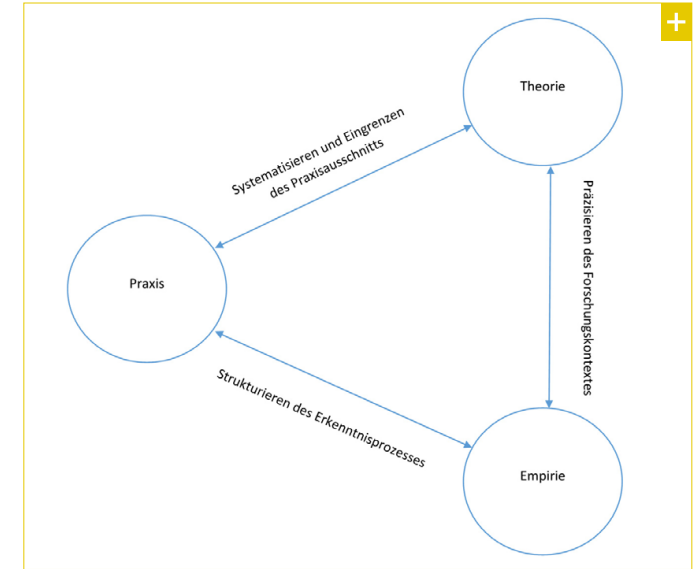 Theorie
Systematisieren und Eingrenzen
des Praxisausschnitts
Präzisieren des Forschungskontextes
Praxis
Strukturieren des Erkenntnisprozesses
Empirie